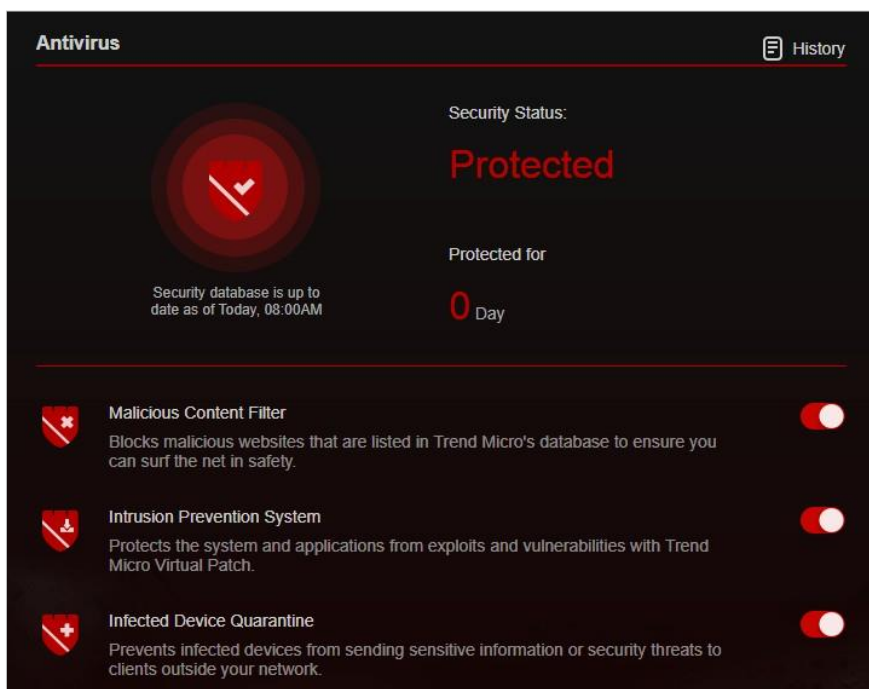 Antivirus
History
Security Status:
Protected
Security database is up to
date as of Today, 08:00AM
Protected for
0 Day
Malicious Content Filter
Blocks malicious websites that are listed in Trend Micro's database to ensure you
can surf the net in safety.
Intrusion Prevention System
Protects the system and applications from exploits and vulnerabilities with Trend
Micro Virtual Patch.
Infected Device Quarantine
Prevents infected devices from sending sensitive information or security threats to
clients outside your network.